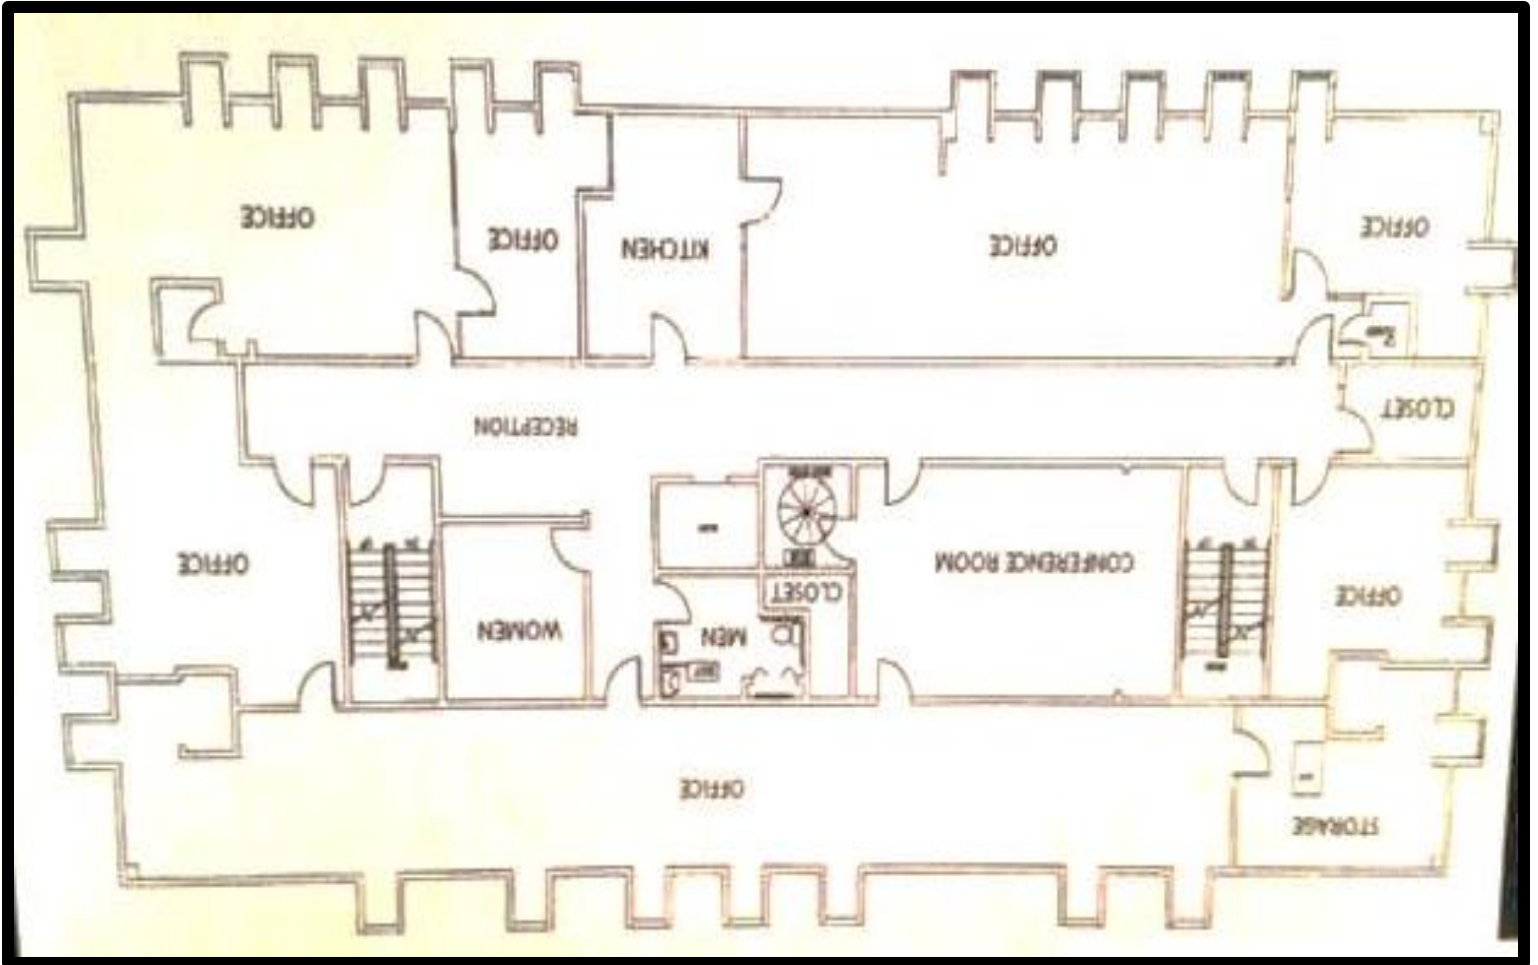 STORAGE
OFFICE
OFFICE
CONFERENCE ROOM
MEN
WOMEN
CLOSET
OFFICE
RECEPTION
CLOSET
OFFICE
OFFICE
KITCHEN
OFFICE
OFFICE